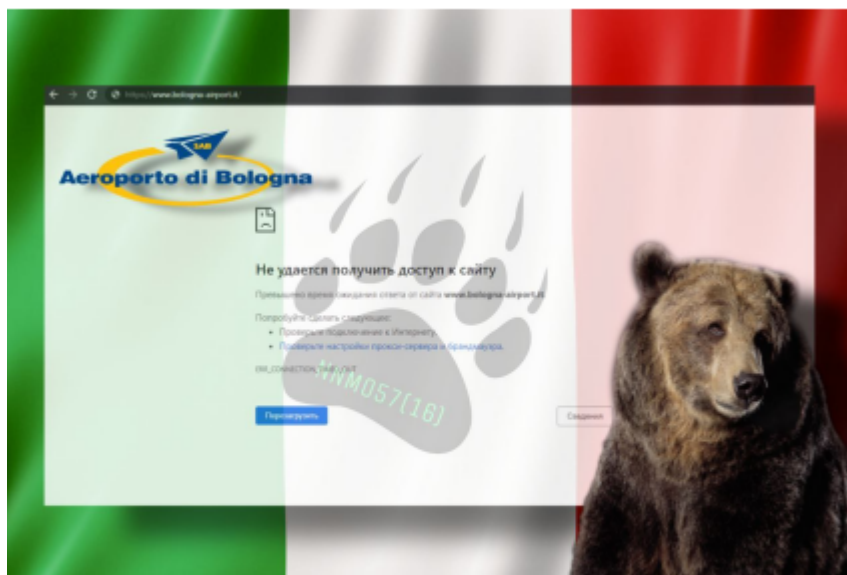 https://www.bologna-airport.it/
SAB
Aeroporto di Bologna
Не удается получить доступ к сайту
Превышено время ожидания ответа от сайта www.bologna-airport.it.
Попробуйте сделать следующее:
• Проверьте подключение к Интернету.
• Проверьте настройки прокси-сервера и брандмауэра.
ERR_CONNECTION_TIMED_OUT
NNM057(16)
Перезагрузить
Сведения